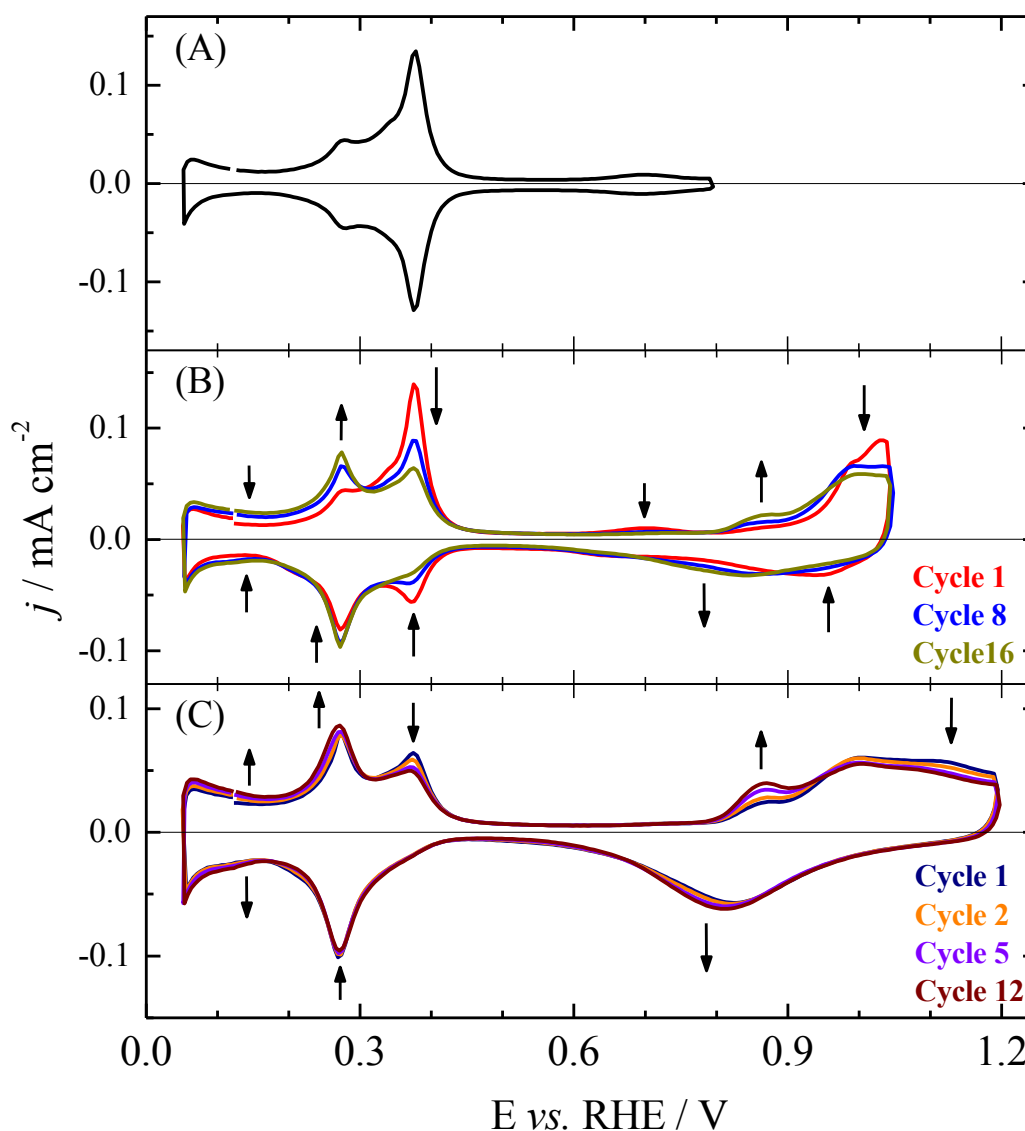 (A)
0.1
0.0
-0.1
(B)
0.1
0.0
-0.1
Cycle 1
Cycle 8
Cycle16
(C)
0.1
0.0
-0.1
Cycle 1
Cycle 2
Cycle 5
Cycle 12
j / mA cm⁻²
0.0 0.3 0.6 0.9 1.2
E vs. RHE / V